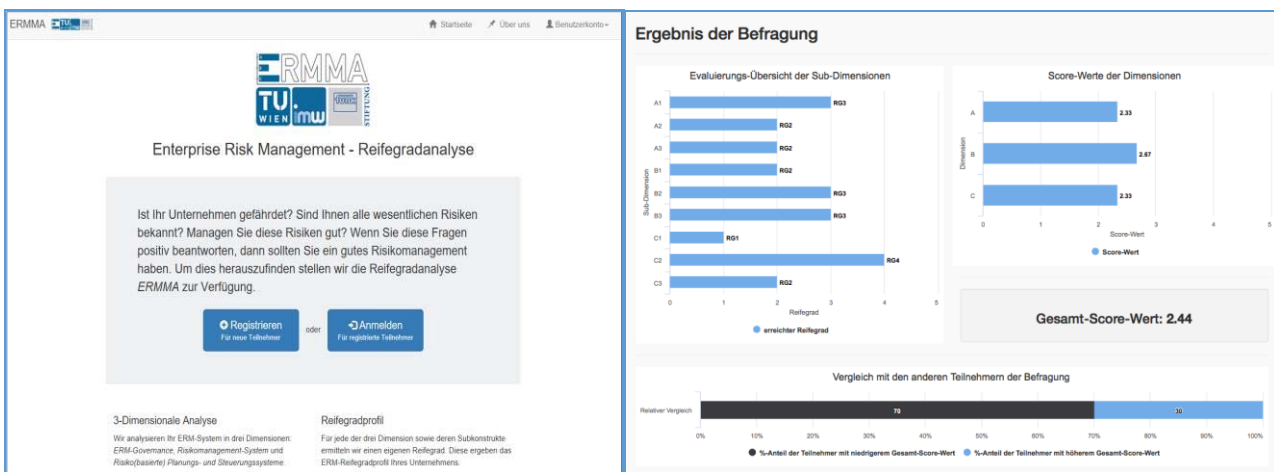 ERMMA
Startseite
Über uns
Benutzerkonto
ERMMA
TU
WIEN
imw
STIFTUNG
Enterprise Risk Management - Reifegradanalyse
Ist Ihr Unternehmen gefährdet? Sind Ihnen alle wesentlichen Risiken
bekannt? Managen Sie diese Risiken gut? Wenn Sie diese Fragen
positiv beantworten, dann sollten Sie ein gutes Risikomanagement
haben. Um dies herauszufinden stellen wir die Reifegradanalyse
ERMMA zur Verfügung.
Registrieren
Für neue Teilnehmer
oder
Anmelden
Für registrierte Teilnehmer
3-Dimensionale Analyse
Wir analysieren Ihr ERM-System in drei Dimensionen:
ERM-Governance, Risikomanagement-System und
Risiko(basierte) Planungs- und Steuerungssysteme
Reifegradprofil
Für jede der drei Dimension sowie deren Subkonstrukte
ermitteln wir einen eigenen Reifegrad. Diese ergeben das
ERM-Reifegradprofil Ihres Unternehmens.
Ergebnis der Befragung
Evaluierungs-Übersicht der Sub-Dimensionen
Sub-Dimension
A1 RG3
A2 RG2
A3 RG2
B1 RG2
B2 RG3
B3 RG3
C1 RG1
C2 RG4
C3 RG2
0 1 2 3 4 5
Reifegrad
erreichter Reifegrad
Score-Werte der Dimensionen
Dimension
A 2.33
B 2.67
C 2.33
0 1 2 3 4 5
Score-Wert
Score-Wert
Gesamt-Score-Wert: 2.44
Vergleich mit den anderen Teilnehmern der Befragung
Relativer Vergleich 70 30
0% 10% 20% 30% 40% 50% 60% 70% 80% 90% 100%
%-Anteil der Teilnehmer mit niedrigerem Gesamt-Score-Wert %-Anteil der Teilnehmer mit höherem Gesamt-Score-Wert